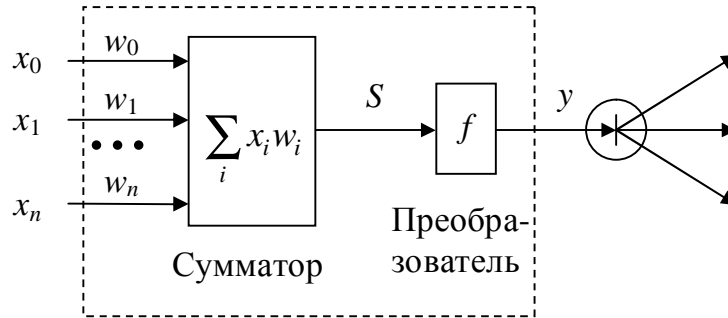 x₀ w₀
x₁ w₁
•••
xₙ wₙ
∑ᵢ xᵢwᵢ
S
f
y
Сумматор
Преобра-
зователь